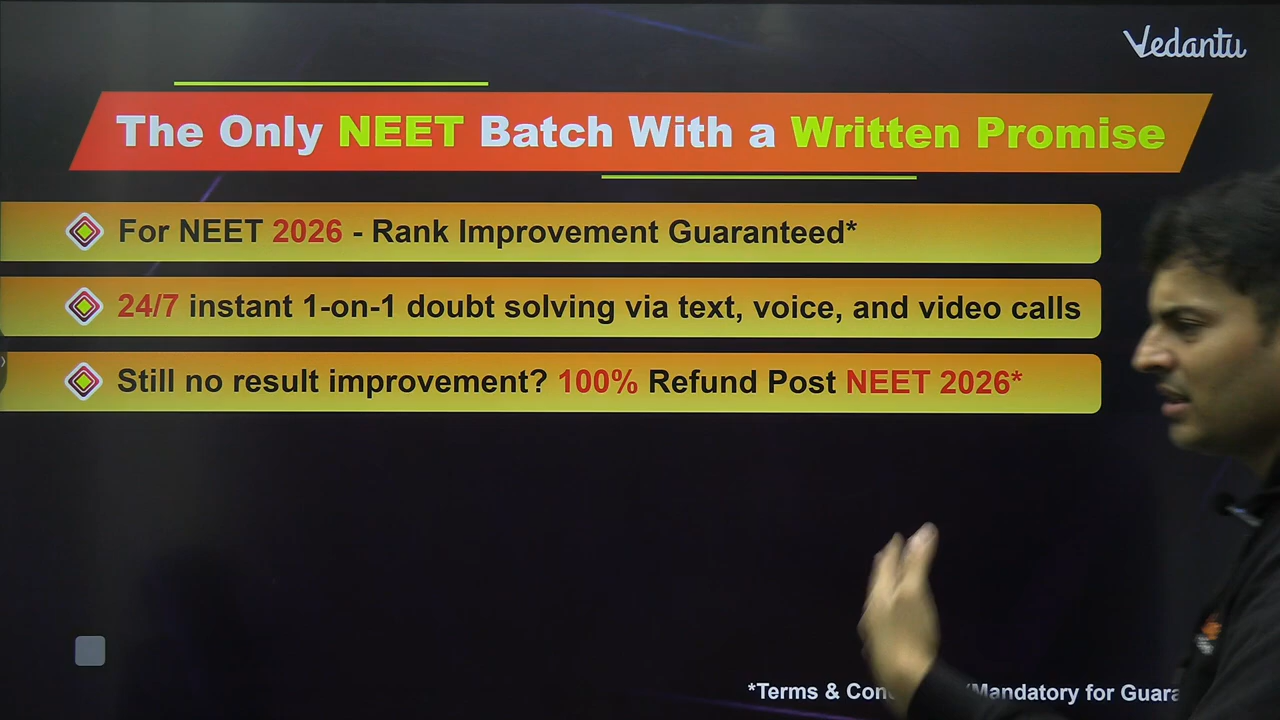 Vedantu
The Only NEET Batch With a Written Promise
For NEET 2026 - Rank Improvement Guaranteed*
24/7 instant 1-on-1 doubt solving via text, voice, and video calls
Still no result improvement? 100% Refund Post NEET 2026*
*Terms & Mandatory for